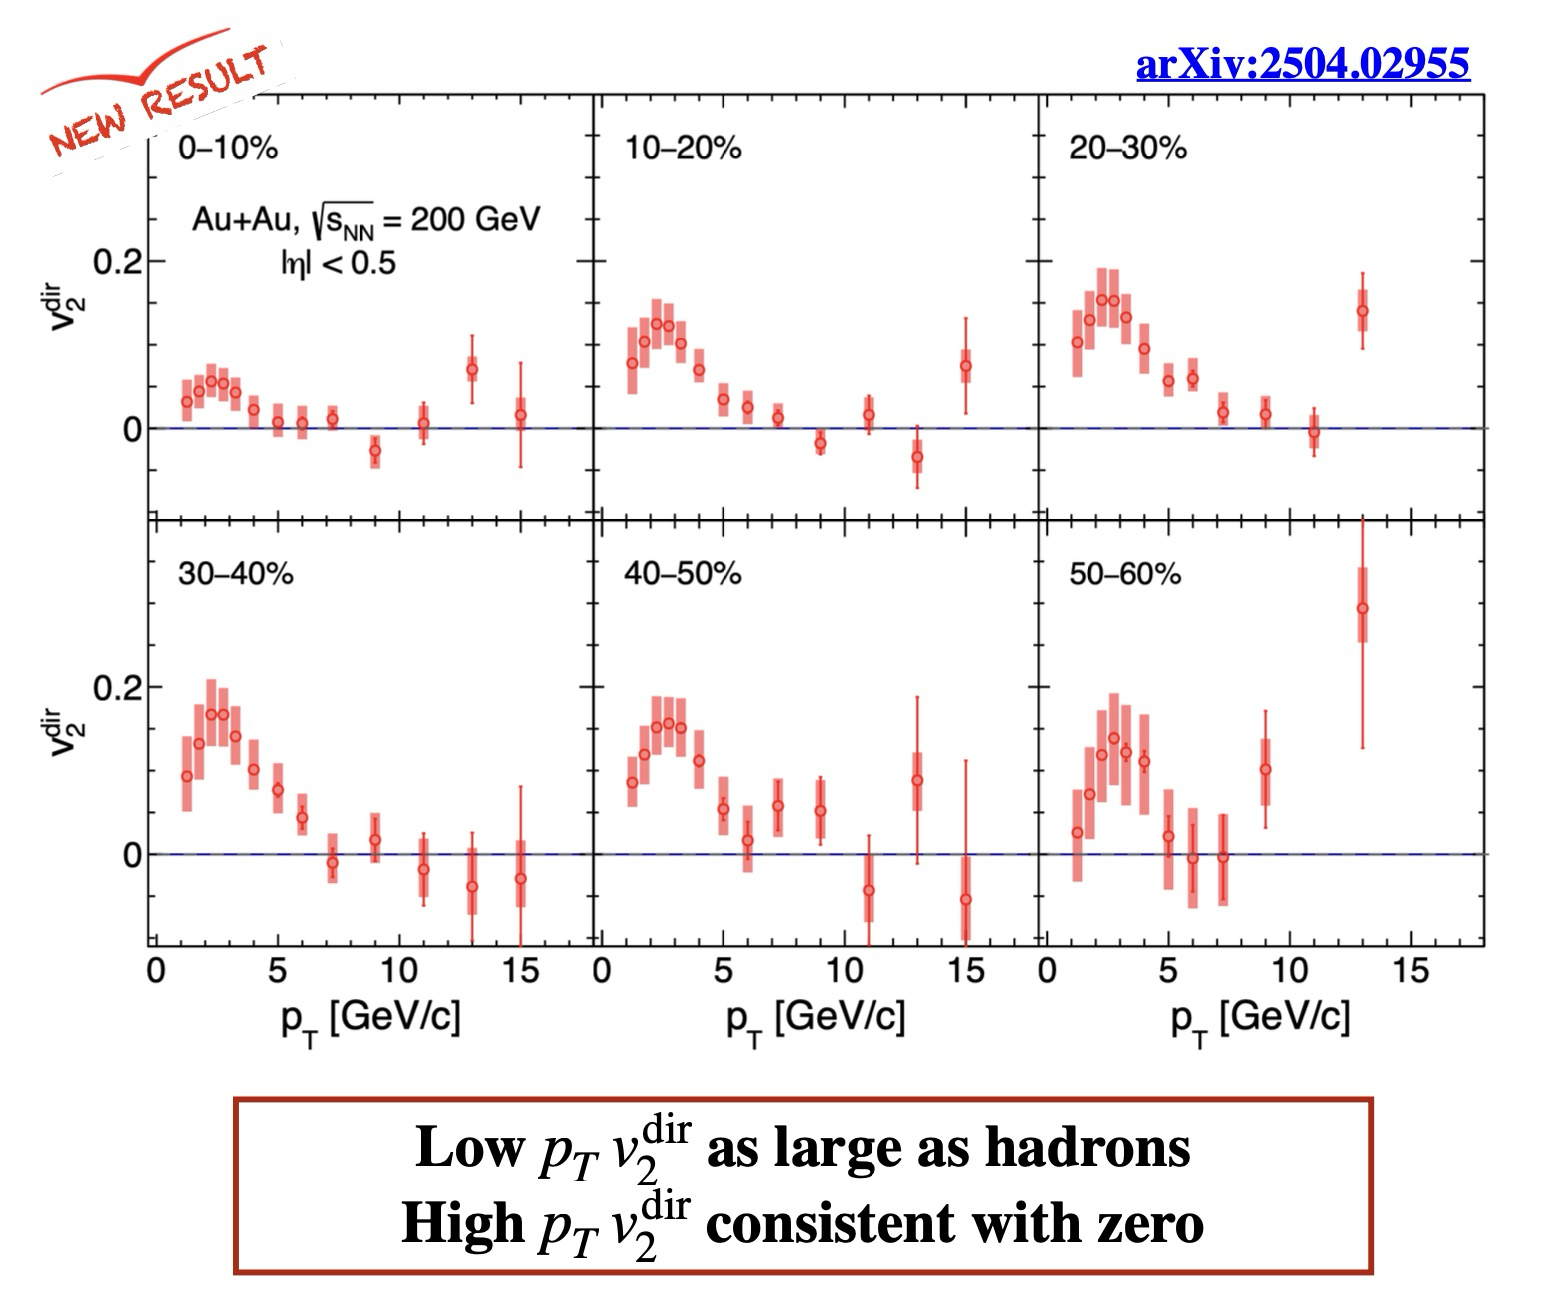 NEW RESULT
arXiv:2504.02955
0–10%
10–20%
20–30%
Au+Au, √sNN = 200 GeV
|η| < 0.5
0.2
0
v2dir
30–40%
40–50%
50–60%
0.2
0
v2dir
0 5 10 15 0 5 10 15 0 5 10 15
pT [GeV/c] pT [GeV/c] pT [GeV/c]
Low pT v2dir as large as hadrons
High pT v2dir consistent with zero